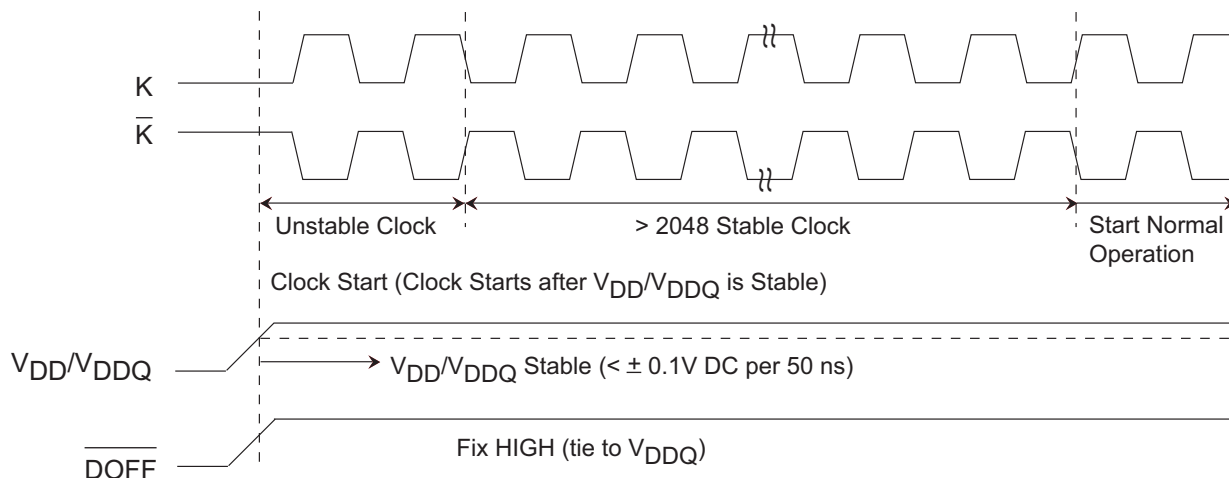 K
K̅
Unstable Clock
> 2048 Stable Clock
Start Normal
Operation
Clock Start (Clock Starts after VDD/VDDQ is Stable)
VDD/VDDQ
VDD/VDDQ Stable (< ± 0.1V DC per 50 ns)
Fix HIGH (tie to VDDQ)
D̅O̅F̅F̅